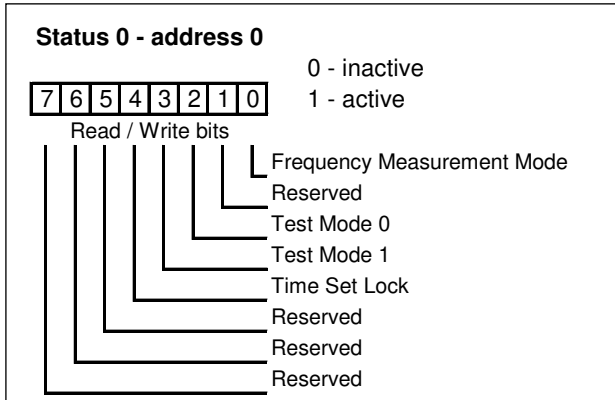 Status 0 - address 0
0 - inactive
1 - active
7 6 5 4 3 2 1 0
Read / Write bits
Frequency Measurement Mode
Reserved
Test Mode 0
Test Mode 1
Time Set Lock
Reserved
Reserved
Reserved